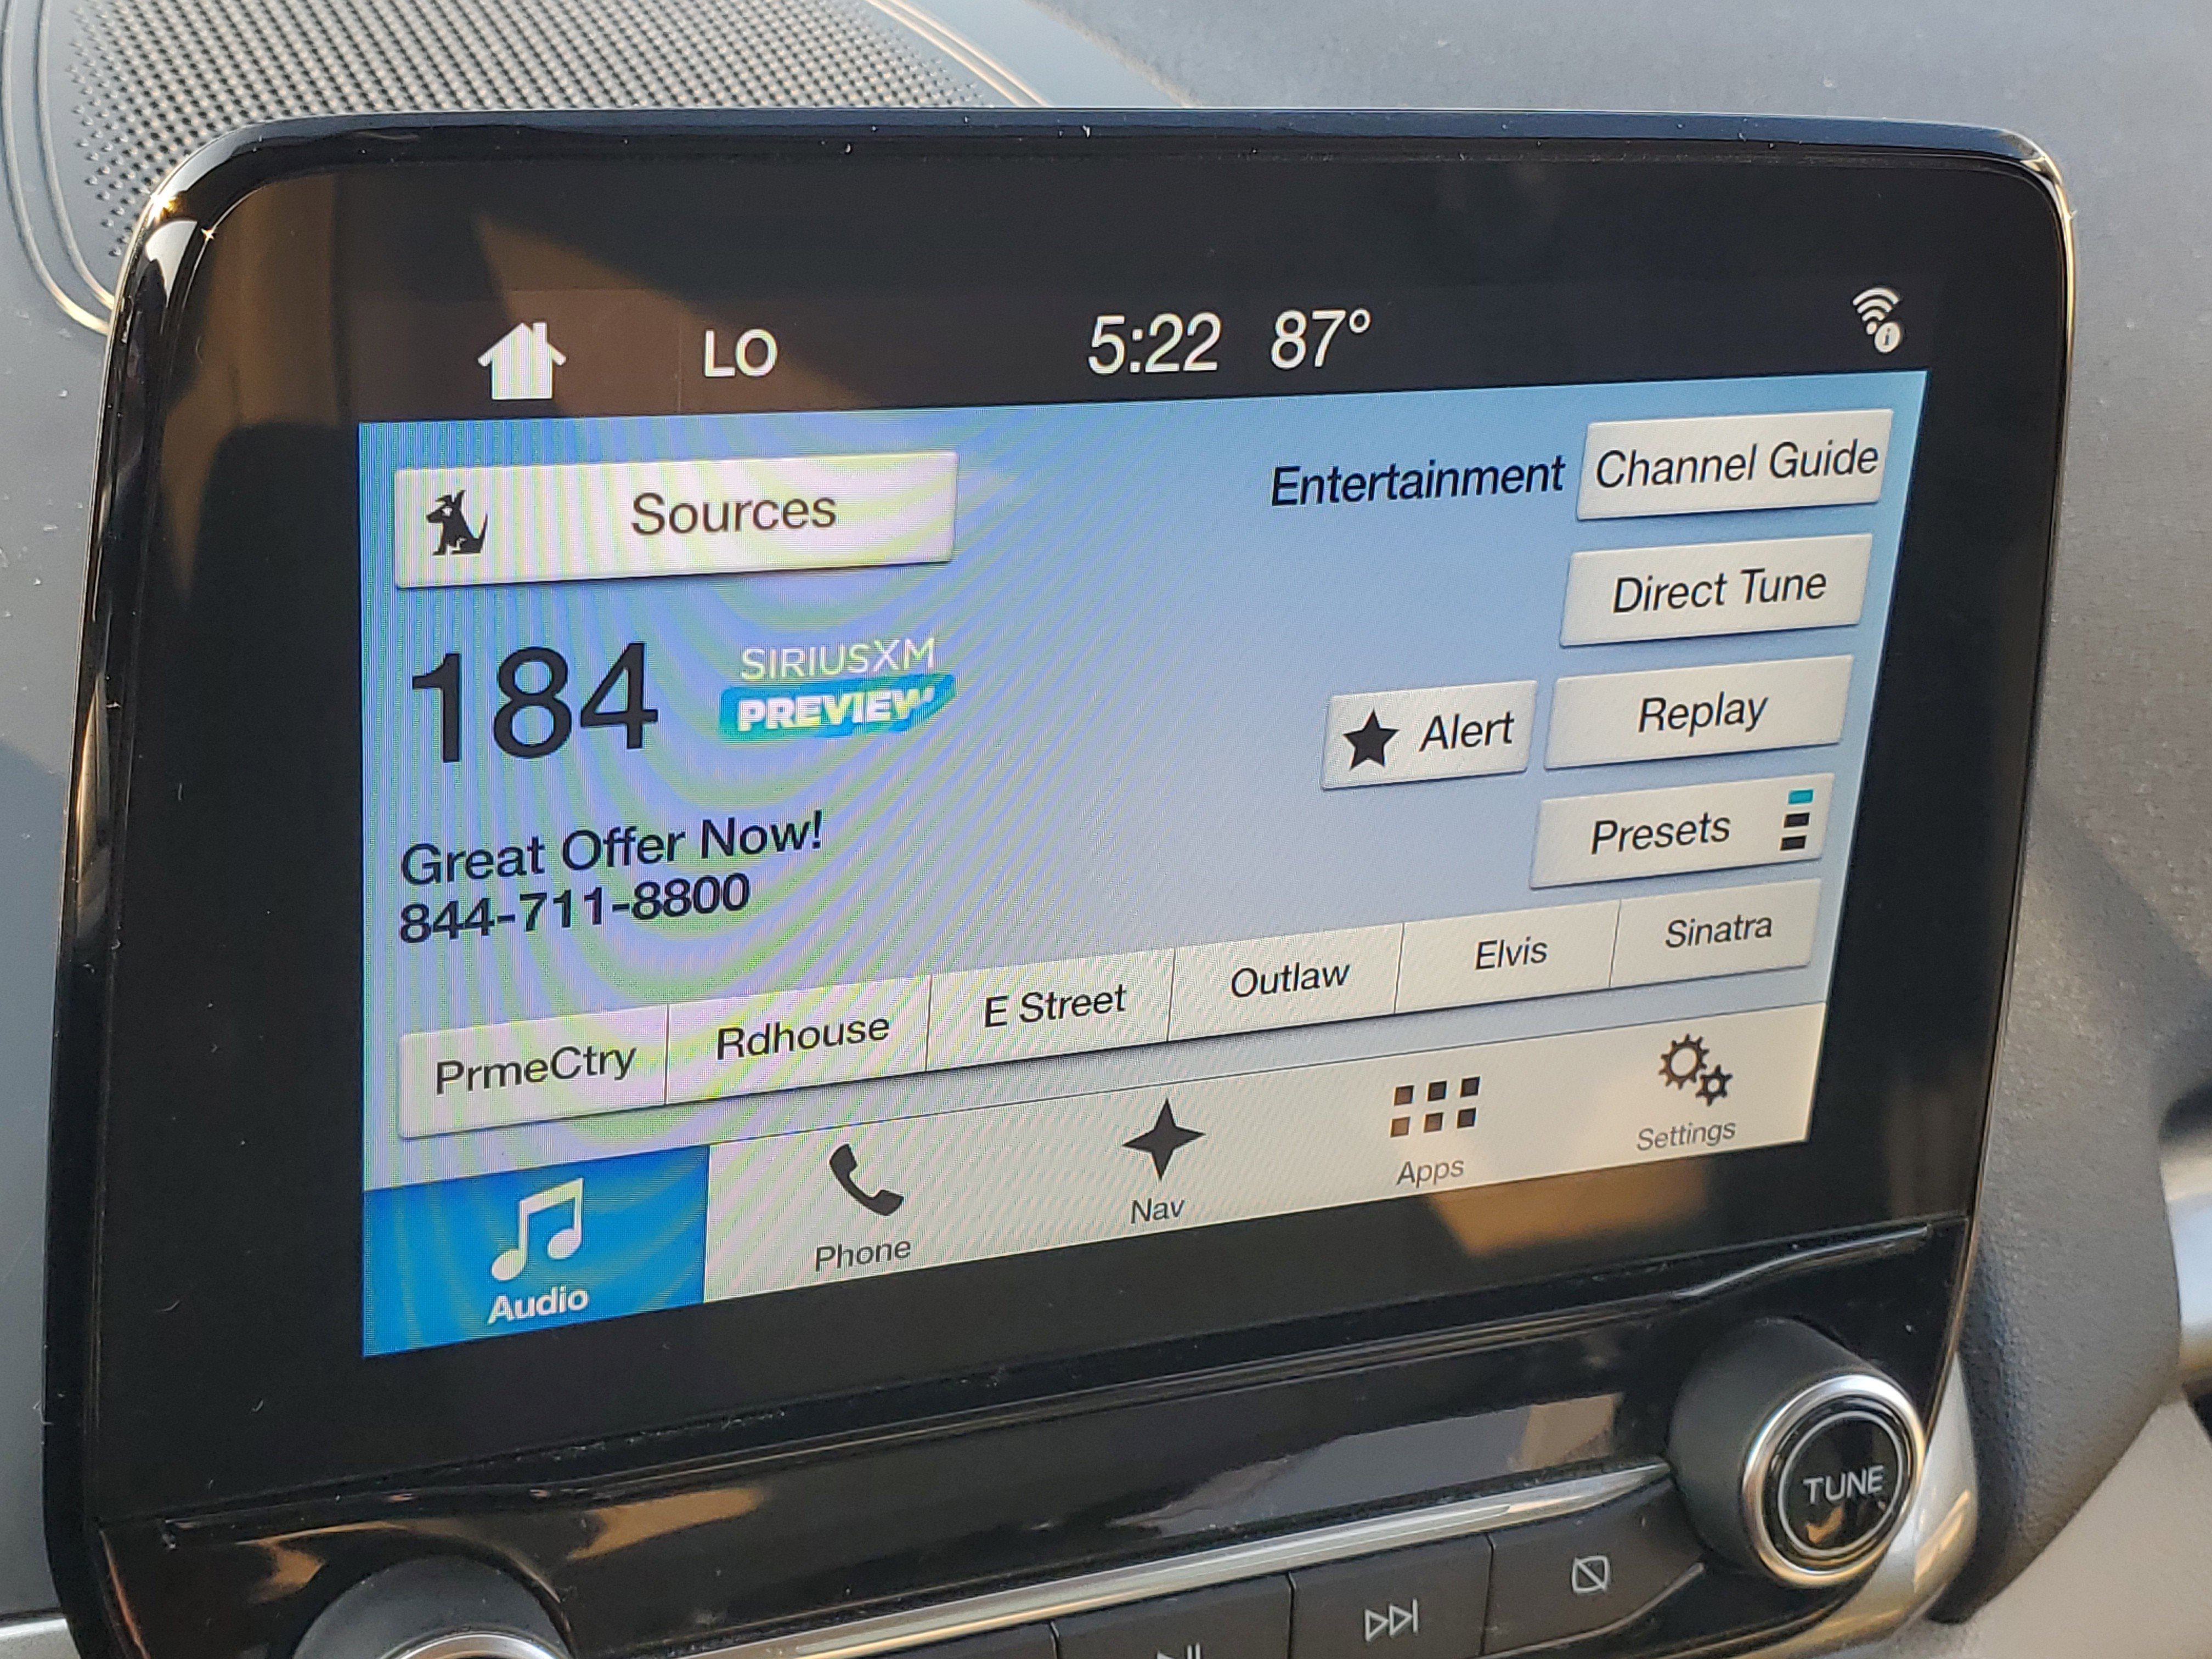 LO 5:22 87°
Sources
Entertainment
Channel Guide
Direct Tune
184
SIRIUSXM
PREVIEW
Alert
Replay
Presets
Great Offer Now!
844-711-8800
PrmeCtry Rdhouse E Street Outlaw Elvis Sinatra
Audio Phone Nav Apps Settings
TUNE